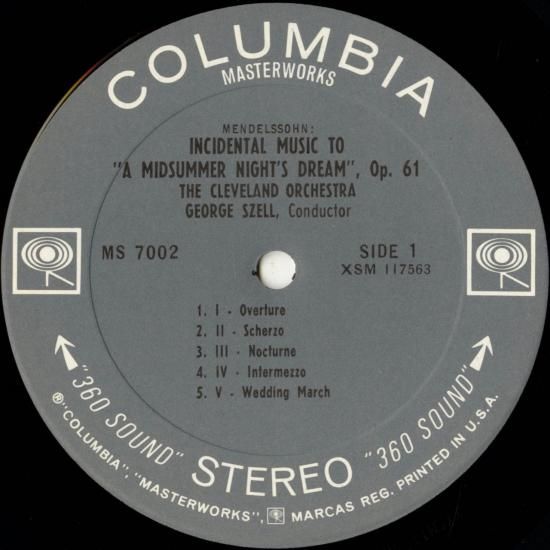 COLUMBIA
MASTERWORKS
MENDELSSOHN:
INCIDENTAL MUSIC TO
"A MIDSUMMER NIGHT'S DREAM", Op. 61
THE CLEVELAND ORCHESTRA
GEORGE SZELL, Conductor
MS 7002
SIDE 1
XSM 117563
1. I - Overture
2. II - Scherzo
3. III - Nocturne
4. IV - Intermezzo
5. V - Wedding March
"360 SOUND" STEREO "360 SOUND"
®"COLUMBIA", "MASTERWORKS", MARCAS REG. PRINTED IN U.S.A.